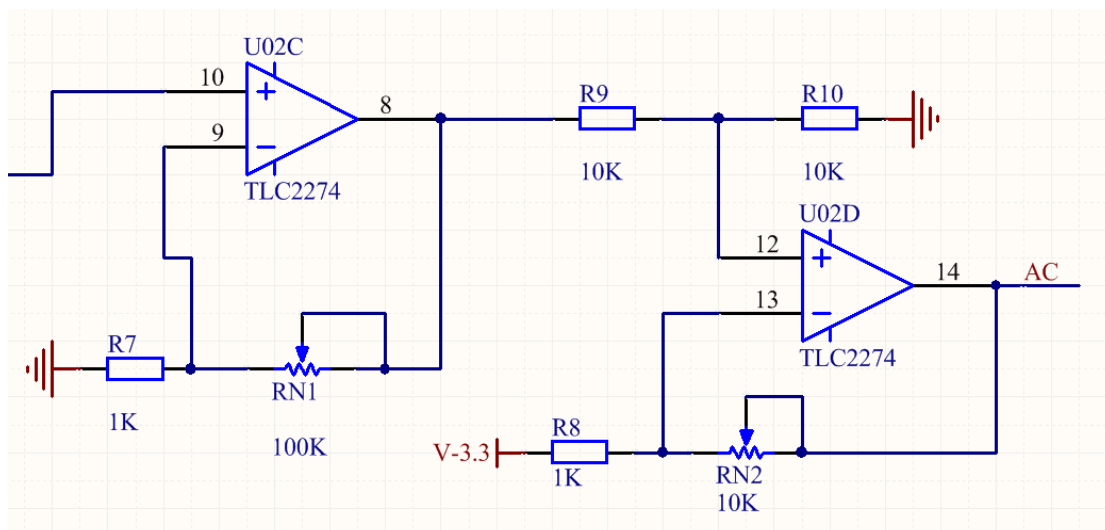 U02C
10
8
9
TLC2274
R9
10K
R10
10K
U02D
12
14
AC
13
TLC2274
R7
1K
RN1
100K
R8
V-3.3
1K
RN2
10K